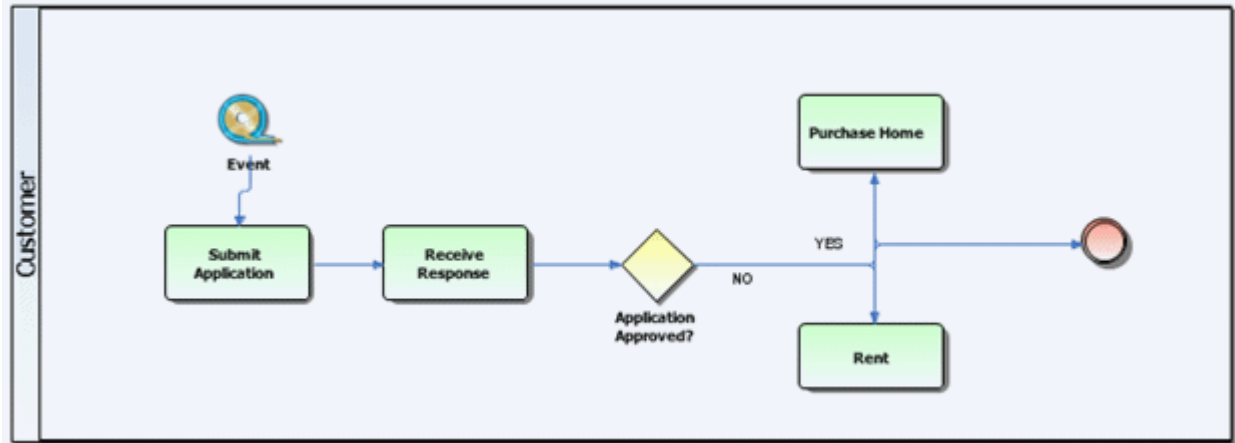 Customer
Event
Submit
Application
Receive
Response
Application
Approved?
NO
YES
Purchase Home
Rent